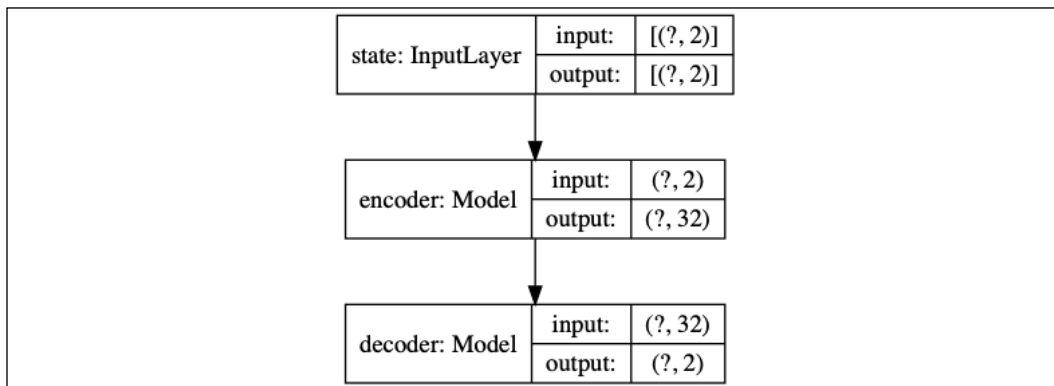 state: InputLayer
input:
[(?, 2)]
output:
[(?, 2)]
encoder: Model
input:
(?, 2)
output:
(?, 32)
decoder: Model
input:
(?, 32)
output:
(?, 2)